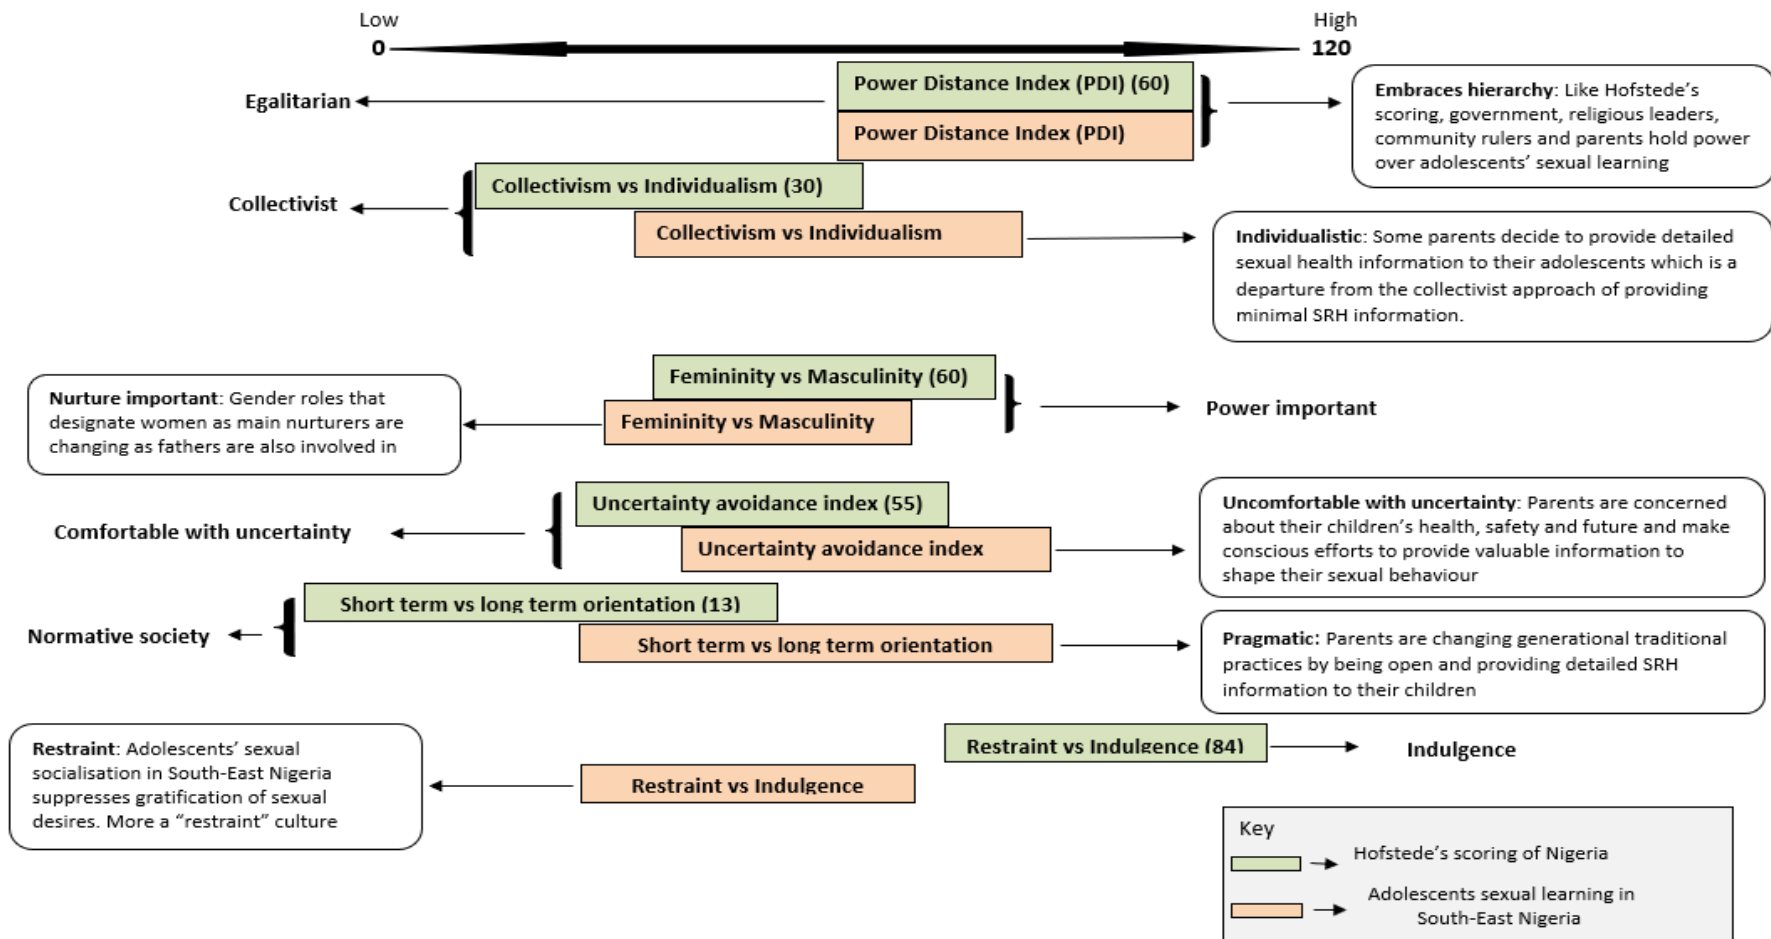 Low
High
0
120
Power Distance Index (PDI) (60)
Egalitarian
Power Distance Index (PDI)
Embraces hierarchy: Like Hofstede's
scoring, government, religious leaders,
community rulers and parents hold power
over adolescents' sexual learning
Collectivism vs Individualism (30)
Collectivist
Collectivism vs Individualism
Individualistic: Some parents decide to provide detailed
sexual health information to their adolescents which is a
departure from the collectivist approach of providing
minimal SRH information.
Femininity vs Masculinity (60)
Nurture important: Gender roles that
designate women as main nurturers are
changing as fathers are also involved in
Femininity vs Masculinity
Power important
Uncertainty avoidance index (55)
Comfortable with uncertainty
Uncertainty avoidance index
Uncomfortable with uncertainty: Parents are concerned
about their children's health, safety and future and make
conscious efforts to provide valuable information to
shape their sexual behaviour
Short term vs long term orientation (13)
Normative society
Short term vs long term orientation
Pragmatic: Parents are changing generational traditional
practices by being open and providing detailed SRH
information to their children
Restraint vs Indulgence (84)
Indulgence
Restraint: Adolescents' sexual
socialisation in South-East Nigeria
suppresses gratification of sexual
desires. More a "restraint" culture
Restraint vs Indulgence
Key
Hofstede's scoring of Nigeria
Adolescents sexual learning in
South-East Nigeria